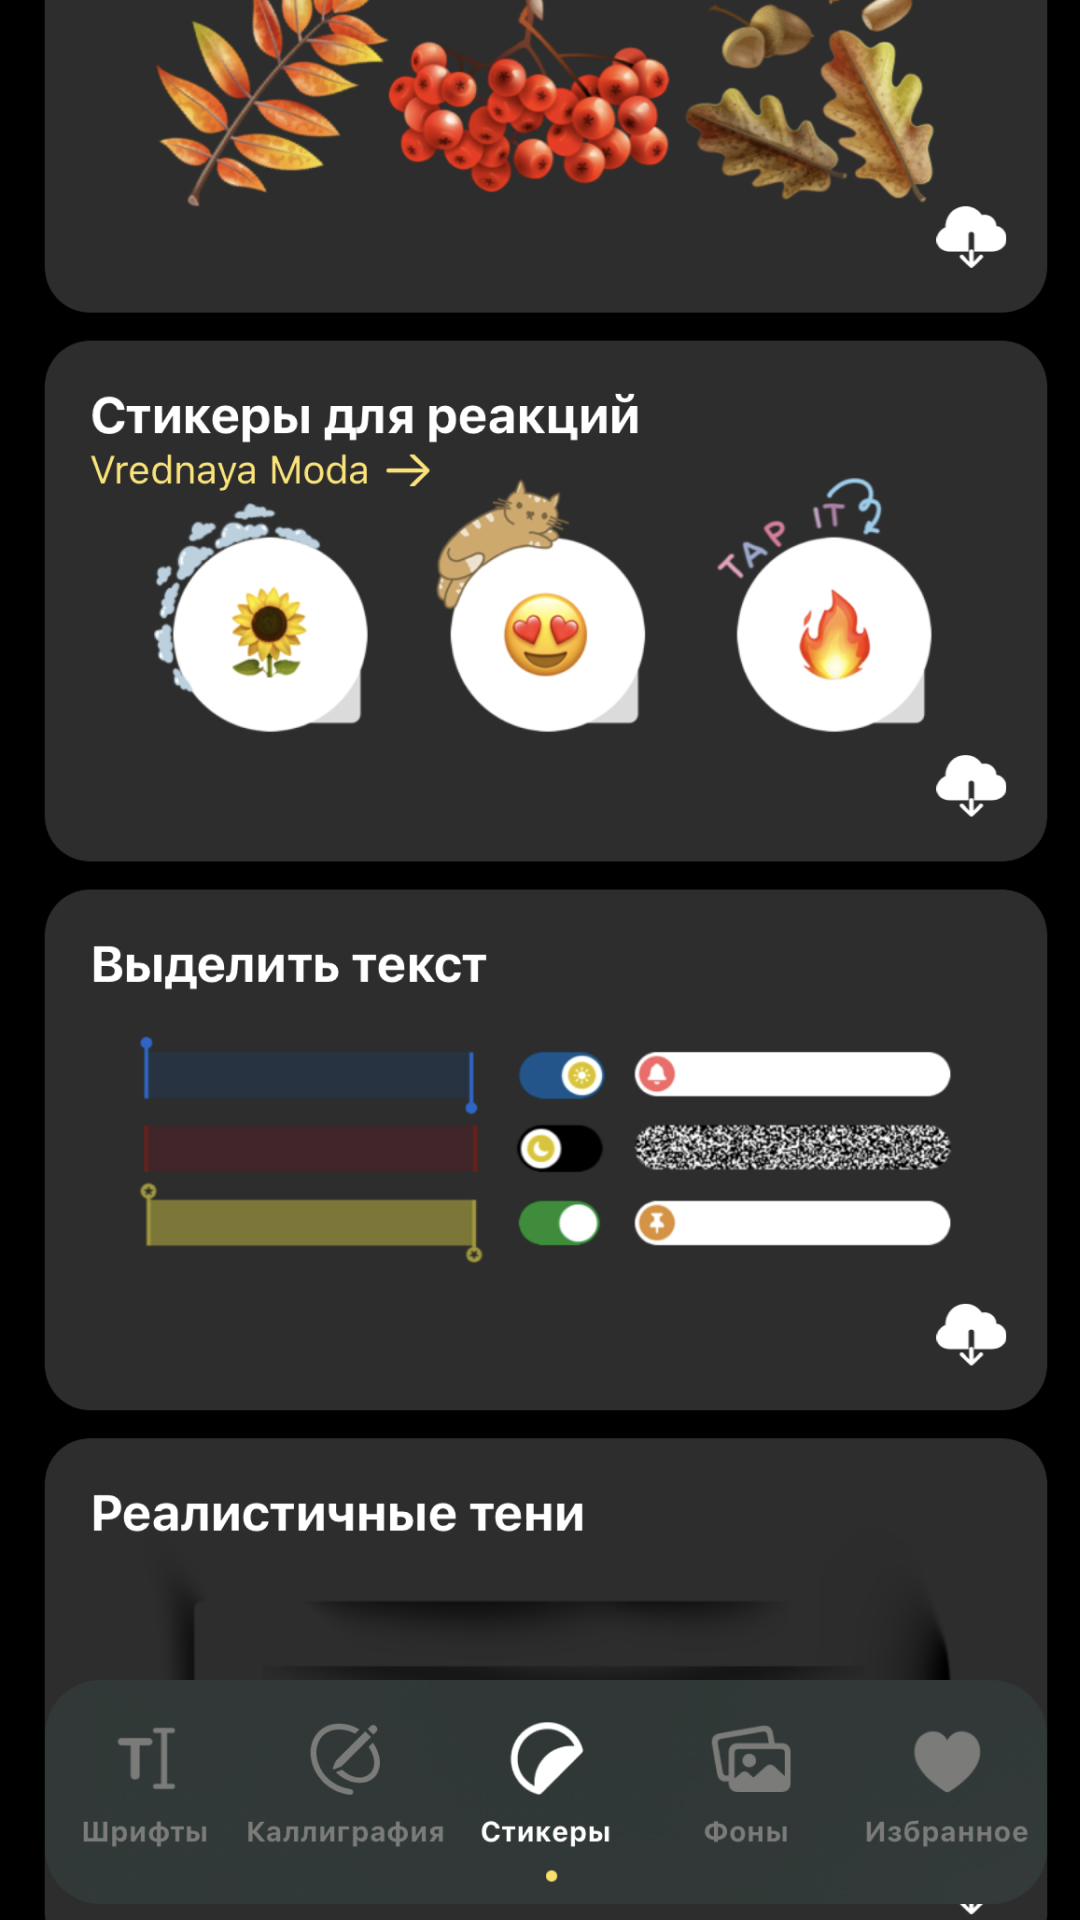 Стикеры для реакций
Vrednaya Moda →
TAP IT
Выделить текст
Реалистичные тени
Шрифты
Каллиграфия
Стикеры
Фоны
Избранное